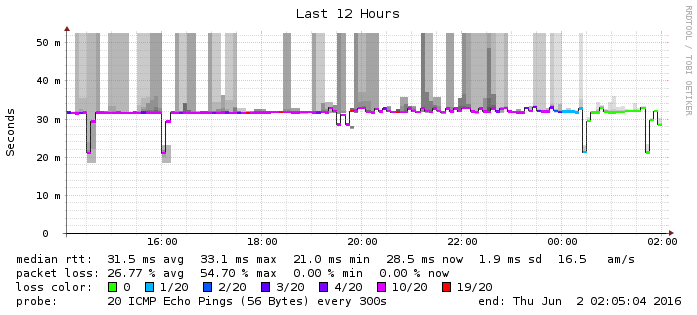 Last 12 Hours
RRDTOOL / TOBI OETIKER
Seconds
50 m
40 m
30 m
20 m
10 m
0
16:00 18:00 20:00 22:00 00:00 02:00
median rtt: 31.5 ms avg 33.1 ms max 21.0 ms min 28.5 ms now 1.9 ms sd 16.5 am/s
packet loss: 26.77 % avg 54.70 % max 0.00 % min 0.00 % now
loss color: 0 1/20 2/20 3/20 4/20 10/20 19/20
probe: 20 ICMP Echo Pings (56 Bytes) every 300s end: Thu Jun 2 02:05:04 2016